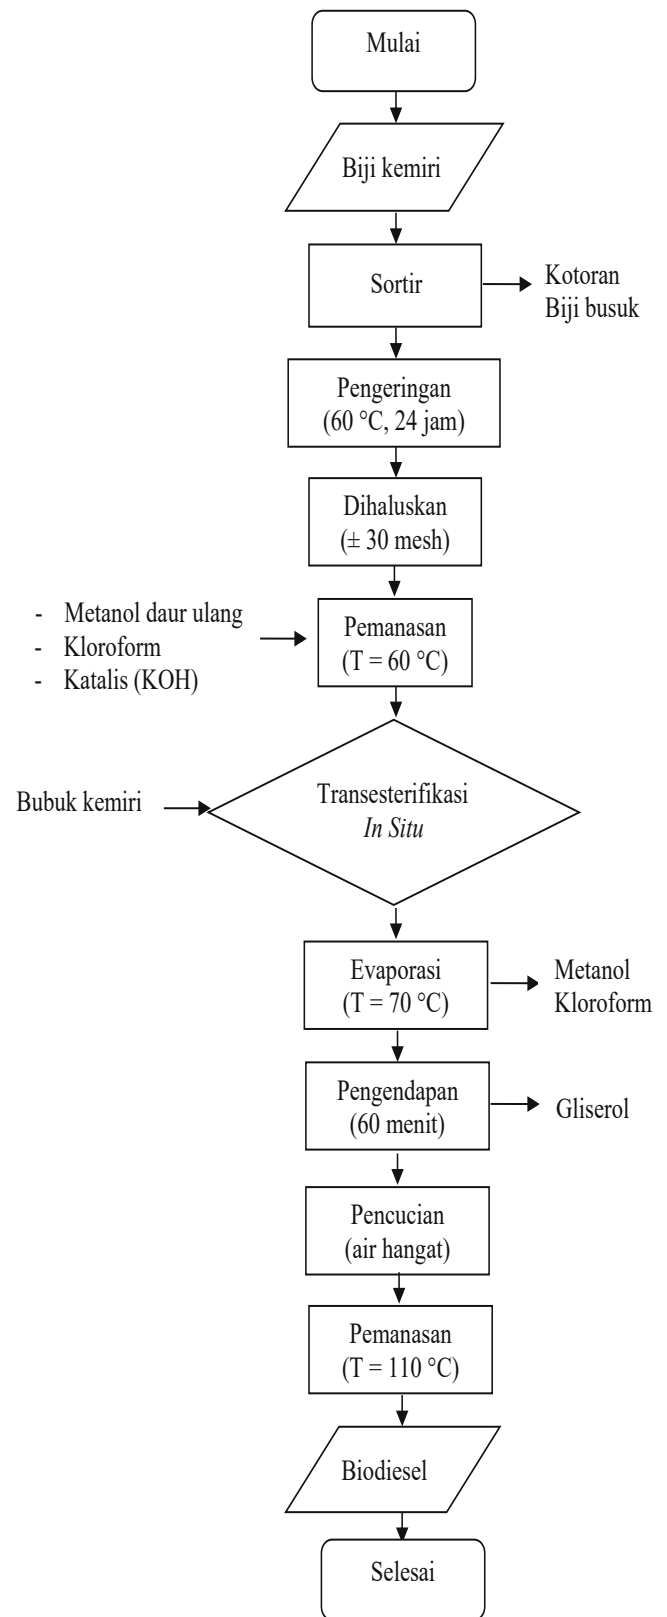 Mulai
Biji kemiri
Sortir
Kotoran
Biji busuk
Pengeringan
(60 °C, 24 jam)
Dihaluskan
(± 30 mesh)
- Metanol daur ulang
- Kloroform
- Katalis (KOH)
Pemanasan
(T = 60 °C)
Bubuk kemiri
Transesterifikasi
In Situ
Evaporasi
(T = 70 °C)
Metanol
Kloroform
Pengendapan
(60 menit)
Gliserol
Pencucian
(air hangat)
Pemanasan
(T = 110 °C)
Biodiesel
Selesai